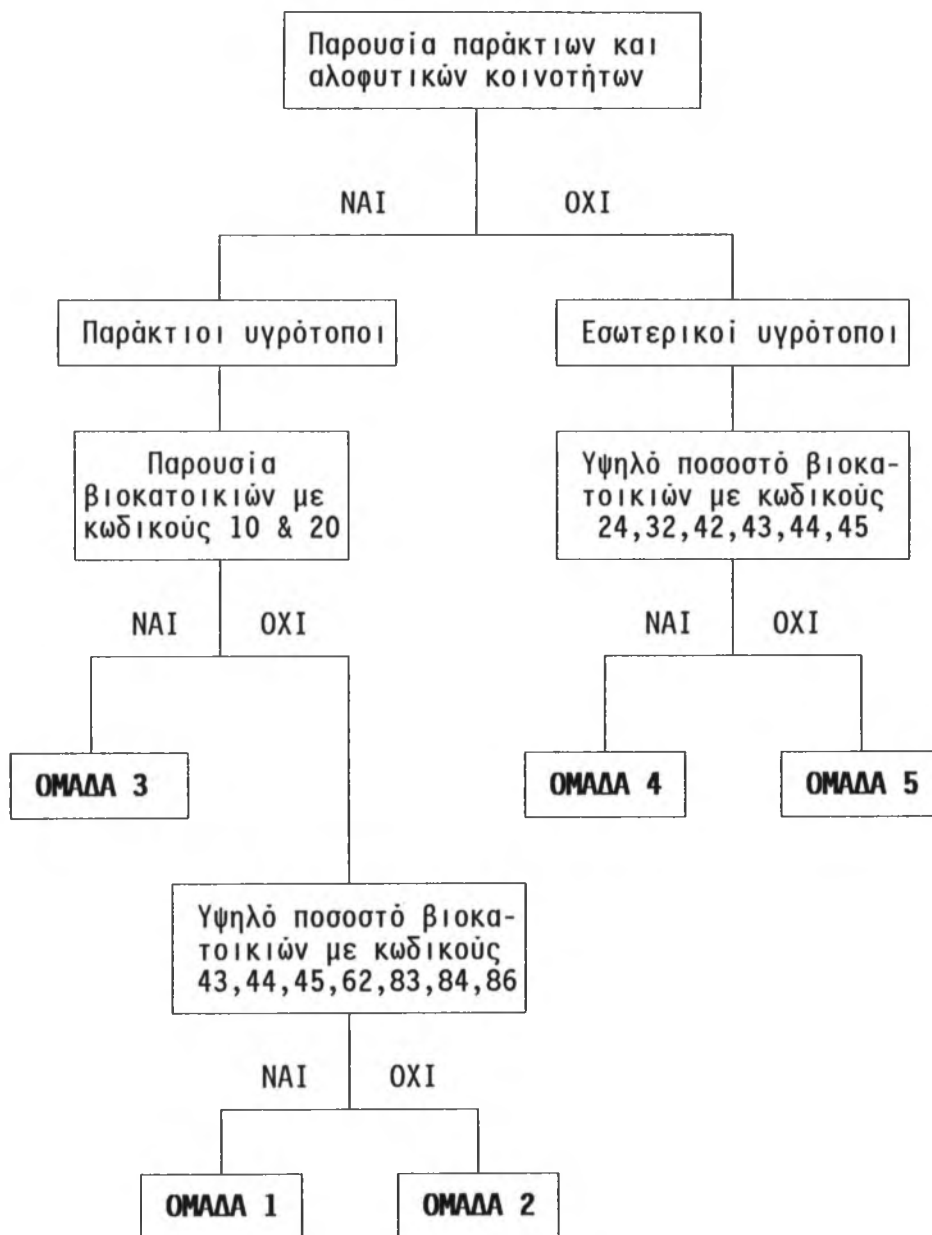 Παρουσία παράκτιων και
αλοφυτικών κοινοτήτων
ΝΑΙ ΟΧΙ
Παράκτιοι υγρότοποι
Εσωτερικοί υγρότοποι
Παρουσία
βιοκατοικιών με
κωδικούς 10 & 20
Υψηλό ποσοστό βιοκα-
τοικιών με κωδικούς
24,32,42,43,44,45
ΝΑΙ ΟΧΙ
ΝΑΙ ΟΧΙ
ΟΜΑΔΑ 3
ΟΜΑΔΑ 4
ΟΜΑΔΑ 5
Υψηλό ποσοστό βιοκα-
τοικιών με κωδικούς
43,44,45,62,83,84,86
ΝΑΙ ΟΧΙ
ΟΜΑΔΑ 1
ΟΜΑΔΑ 2